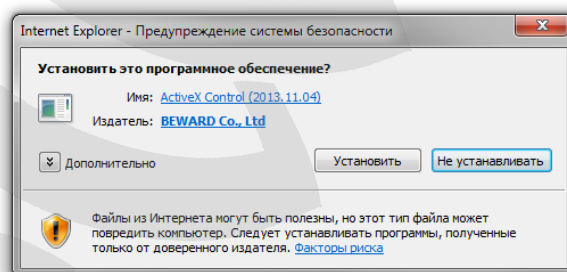 Internet Explorer - Предупреждение системы безопасности
Установить это программное обеспечение?
Имя: ActiveX Control (2013.11.04)
Издатель: BEWARD Co., Ltd
Дополнительно Установить Не устанавливать
Файлы из Интернета могут быть полезны, но этот тип файла может
повредить компьютер. Следует устанавливать программы, полученные
только от доверенного издателя. Факторы риска